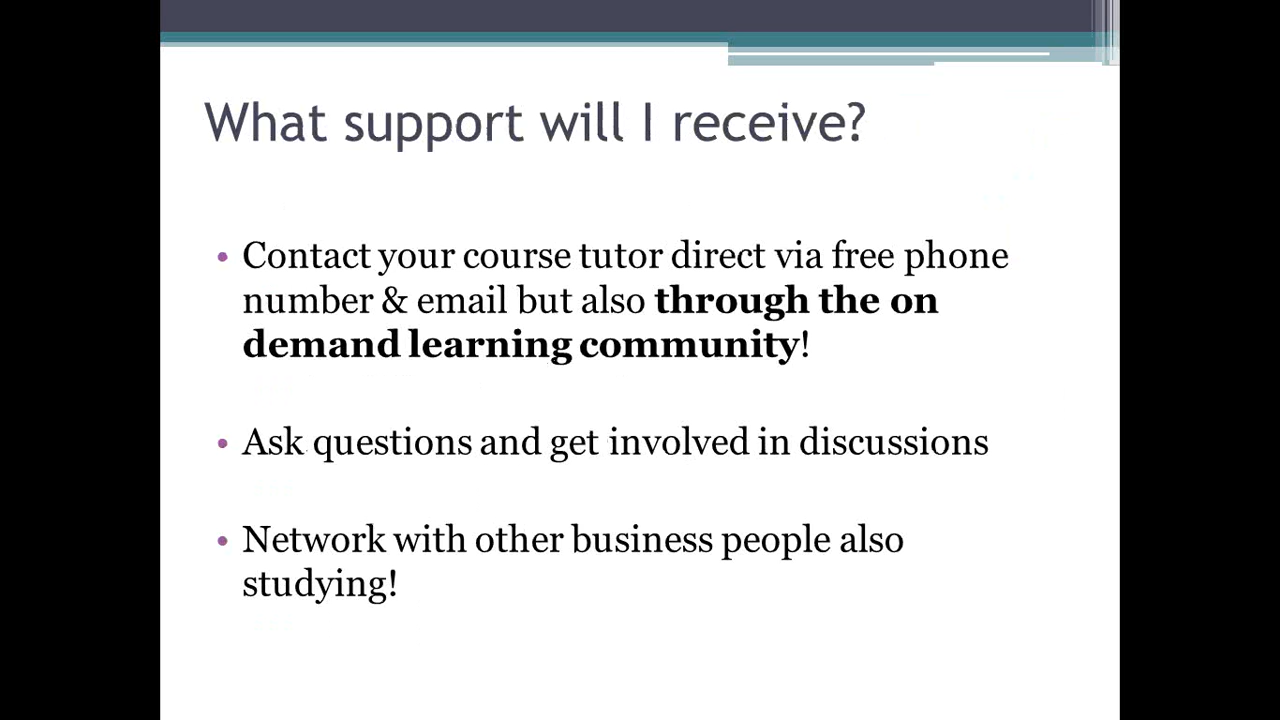 What support will I receive?
• Contact your course tutor direct via free phone
number & email but also through the on
demand learning community!
• Ask questions and get involved in discussions
• Network with other business people also
studying!